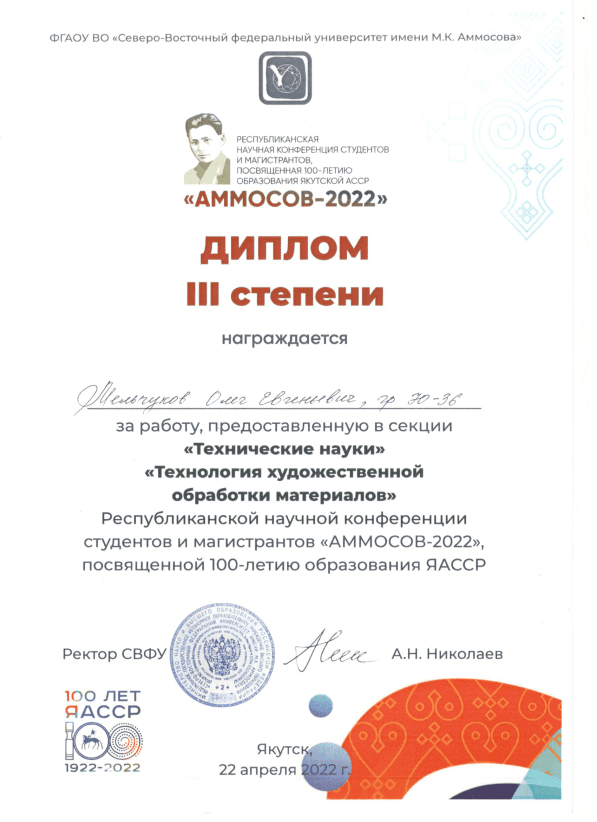 ФГАОУ ВО «Северо-Восточный федеральный университет имени М.К. Аммосова»
РЕСПУБЛИКАНСКАЯ
НАУЧНАЯ КОНФЕРЕНЦИЯ СТУДЕНТОВ
И МАГИСТРАНТОВ,
ПОСВЯЩЕННАЯ 100-ЛЕТИЮ
ОБРАЗОВАНИЯ ЯКУТСКОЙ АССР
«АММОСОВ-2022»
ДИПЛОМ
III степени
награждается
Мельчуков Олег Евгеньевич, гр
за работу, предоставленную в секции
«Технические науки»
«Технология художественной
обработки материалов»
Республиканской научной конференции
студентов и магистрантов «АММОСОВ-2022»,
посвященной 100-летию образования ЯАССР
Ректор СВФУ
А.Н. Николаев
100 ЛЕТ
ЯАССР
100
1922-2022
Якутск,
22 апреля 2022 г.